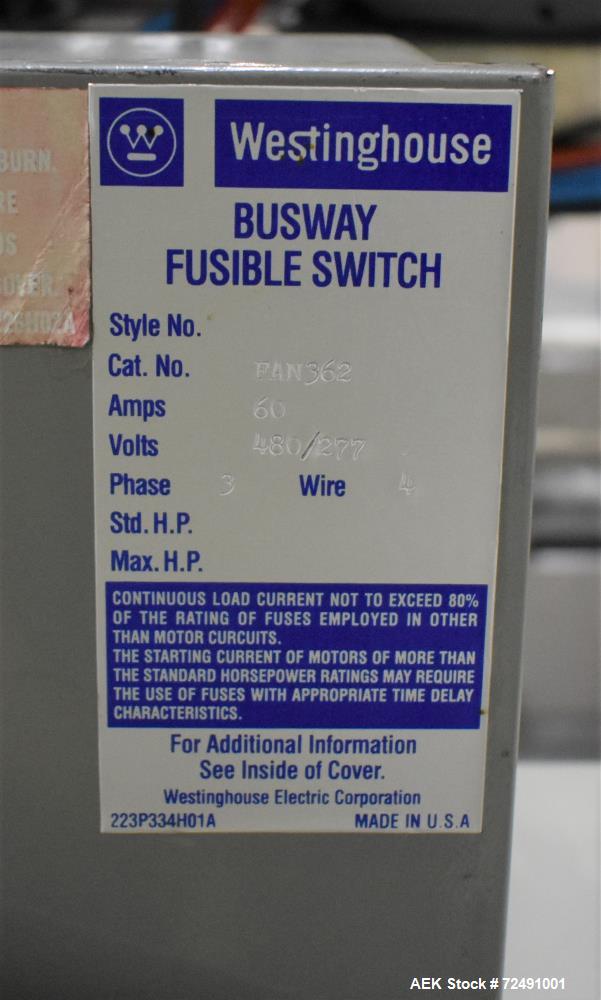 BURN.
Westinghouse
BUSWAY
FUSIBLE SWITCH
Style No.
Cat. No. FAN362
Amps 60
Volts 480/277
Phase 3 Wire 4
Std. H.P.
Max. H.P.
CONTINUOUS LOAD CURRENT NOT TO EXCEED 80%
OF THE RATING OF FUSES EMPLOYED IN OTHER
THAN MOTOR CURCUITS.
THE STARTING CURRENT OF MOTORS OF MORE THAN
THE STANDARD HORSEPOWER RATINGS MAY REQUIRE
THE USE OF FUSES WITH APPROPRIATE TIME DELAY
CHARACTERISTICS.
For Additional Information
See Inside of Cover.
Westinghouse Electric Corporation
223P334H01A MADE IN U.S.A
AEK Stock # 72491001